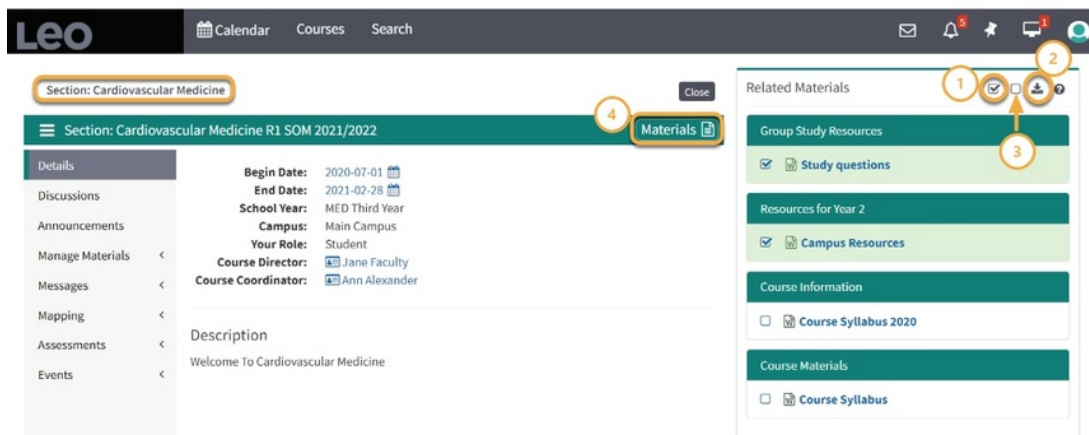 Leo
Calendar Courses Search
5
1
2
Section: Cardiovascular Medicine
Close
Related Materials
1
4
3
Section: Cardiovascular Medicine R1 SOM 2021/2022
Materials
Group Study Resources
Study questions
Resources for Year 2
Campus Resources
Course Information
Course Syllabus 2020
Course Materials
Course Syllabus
Details
Discussions
Announcements
Manage Materials
Messages
Mapping
Assessments
Events
Begin Date: 2020-07-01
End Date: 2021-02-28
School Year: MED Third Year
Campus: Main Campus
Your Role: Student
Course Director: Jane Faculty
Course Coordinator: Ann Alexander
Description
Welcome To Cardiovascular Medicine